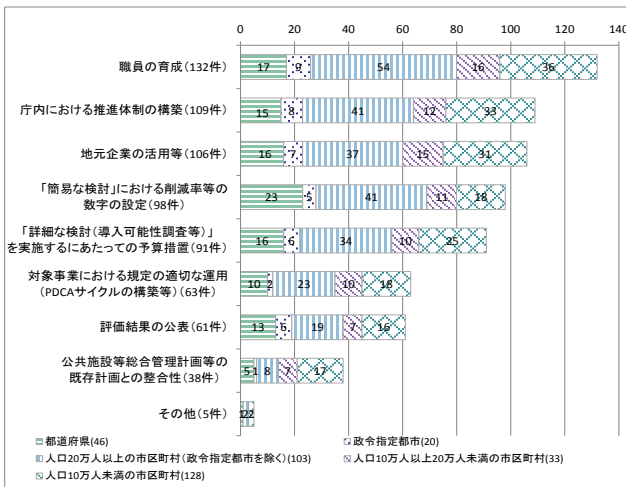 0 20 40 60 80 100 120 140
職員の育成(132件) 17 9 54 16 36
庁内における推進体制の構築(109件) 15 8 41 12 33
地元企業の活用等(106件) 16 7 37 15 31
「簡易な検討」における削減率等の
数字の設定(98件) 23 5 41 11 18
「詳細な検討(導入可能性調査等)」
を実施するにあたっての予算措置(91件) 16 6 34 10 25
対象事業における規定の適切な運用
(PDCAサイクルの構築等)(63件) 10 2 23 10 18
評価結果の公表(61件) 13 6 19 7 16
公共施設等総合管理計画等の
既存計画との整合性(38件) 5 1 8 7 17
その他(5件) 1 2 2
都道府県(46) 政令指定都市(20)
人口20万人以上の市区町村(政令指定都市を除く)(103) 人口10万人以上20万人未満の市区町村(33)
人口10万人未満の市区町村(128)